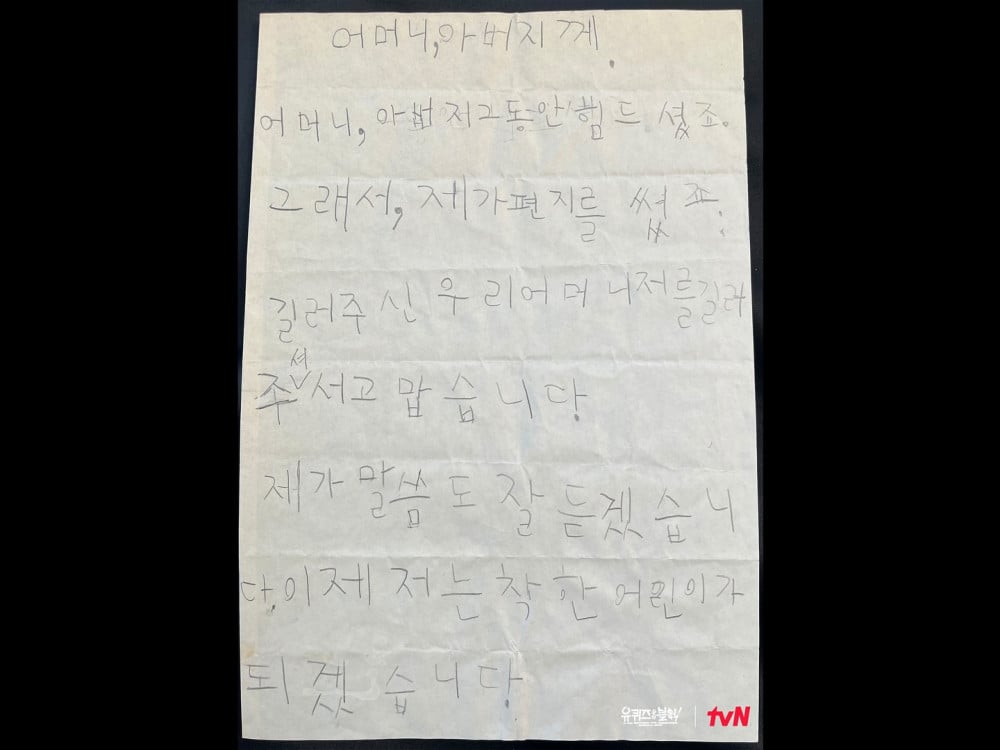 어머니,아버지께.
어머니, 아버지그동안힘드셨죠.
그래서, 제가편지를 썼죠.
길러주신 우리어머니저를길러
주셔서고맙습니다.
제가말씀도 잘듣겠습니
다.이제 저는착한어린이가
되겠습니다.
유퀴즈온더블럭! tvN